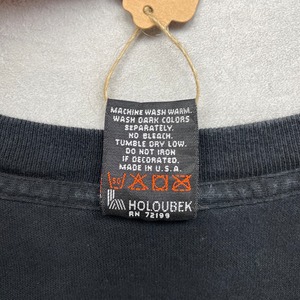 MACHINE WASH WARM.
WASH DARK COLORS
SEPARATELY.
NO BLEACH.
TUMBLE DRY LOW.
DO NOT IRON
IF DECORATED.
MADE IN U.S.A.
50
HOLOUBEK
RN 72199